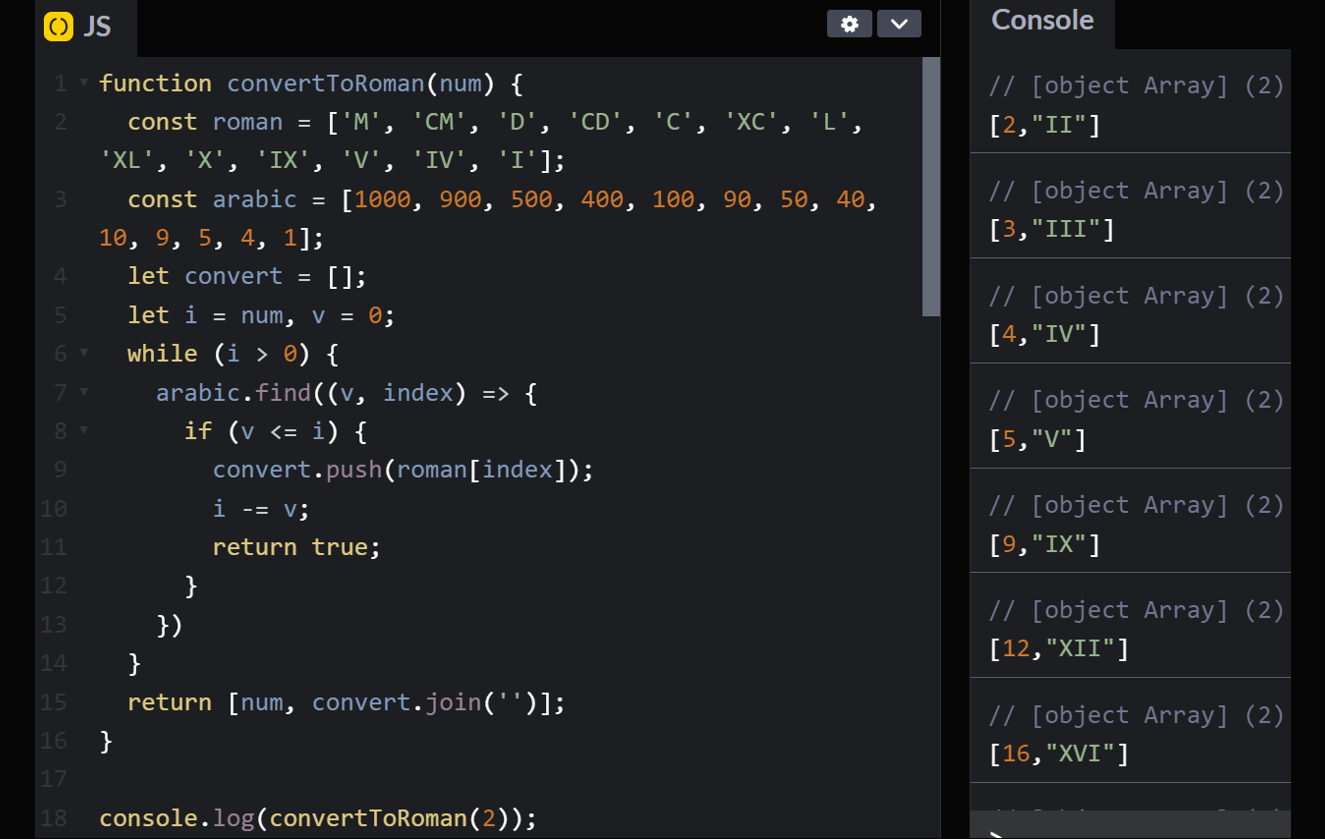 JS
1 function convertToRoman(num) {
2 const roman = ['M', 'CM', 'D', 'CD', 'C', 'XC', 'L',
'XL', 'X', 'IX', 'V', 'IV', 'I'];
3 const arabic = [1000, 900, 500, 400, 100, 90, 50, 40,
10, 9, 5, 4, 1];
4 let convert = [];
5 let i = num, v = 0;
6 while (i > 0) {
7 arabic.find((v, index) => {
8 if (v <= i) {
9 convert.push(roman[index]);
10 i -= v;
11 return true;
12 }
13 })
14 }
15 return [num, convert.join('')];
16 }
17
18 console.log(convertToRoman(2));
Console
// [object Array] (2)
[2,"II"]
// [object Array] (2)
[3,"III"]
// [object Array] (2)
[4,"IV"]
// [object Array] (2)
[5,"V"]
// [object Array] (2)
[9,"IX"]
// [object Array] (2)
[12,"XII"]
// [object Array] (2)
[16,"XVI"]